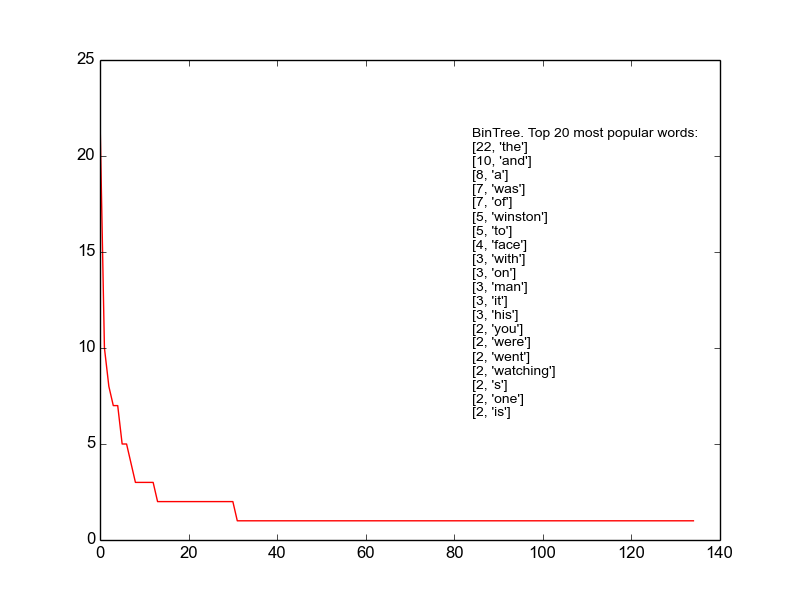 25
20
15
10
5
0
0 20 40 60 80 100 120 140
BinTree. Top 20 most popular words:
[22, 'the']
[10, 'and']
[8, 'a']
[7, 'was']
[7, 'of']
[5, 'winston']
[5, 'to']
[4, 'face']
[3, 'with']
[3, 'on']
[3, 'man']
[3, 'it']
[3, 'his']
[2, 'you']
[2, 'were']
[2, 'went']
[2, 'watching']
[2, 's']
[2, 'one']
[2, 'is']